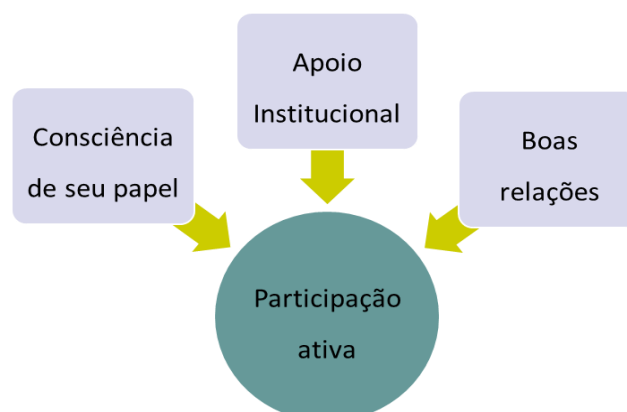 Consciência
de seu papel
Apoio
Institucional
Boas
relações
Participação
ativa